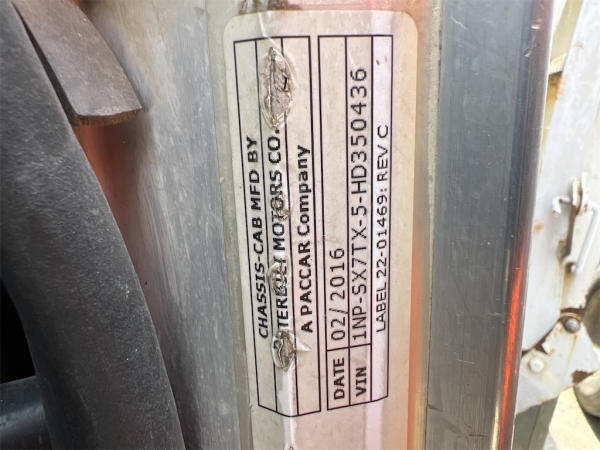 CHASSIS-CAB MFD BY
MOTORS CO.
A PACCAR Company
DATE 02/2016
VIN 1NP-SX7TX-5-HD350436
LABEL 22-01469: REV C